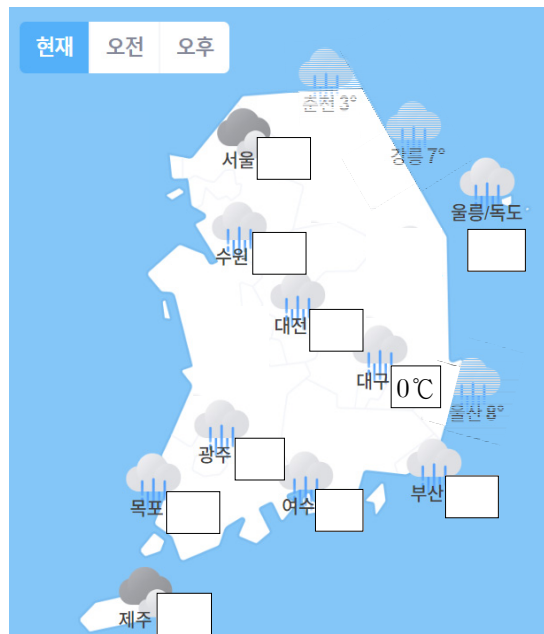 현재 오전 오후
춘천 3°
강릉 7°
서울
울릉/독도
수원
대전
대구 0℃
울산 8°
광주
목포
여수
부산
제주